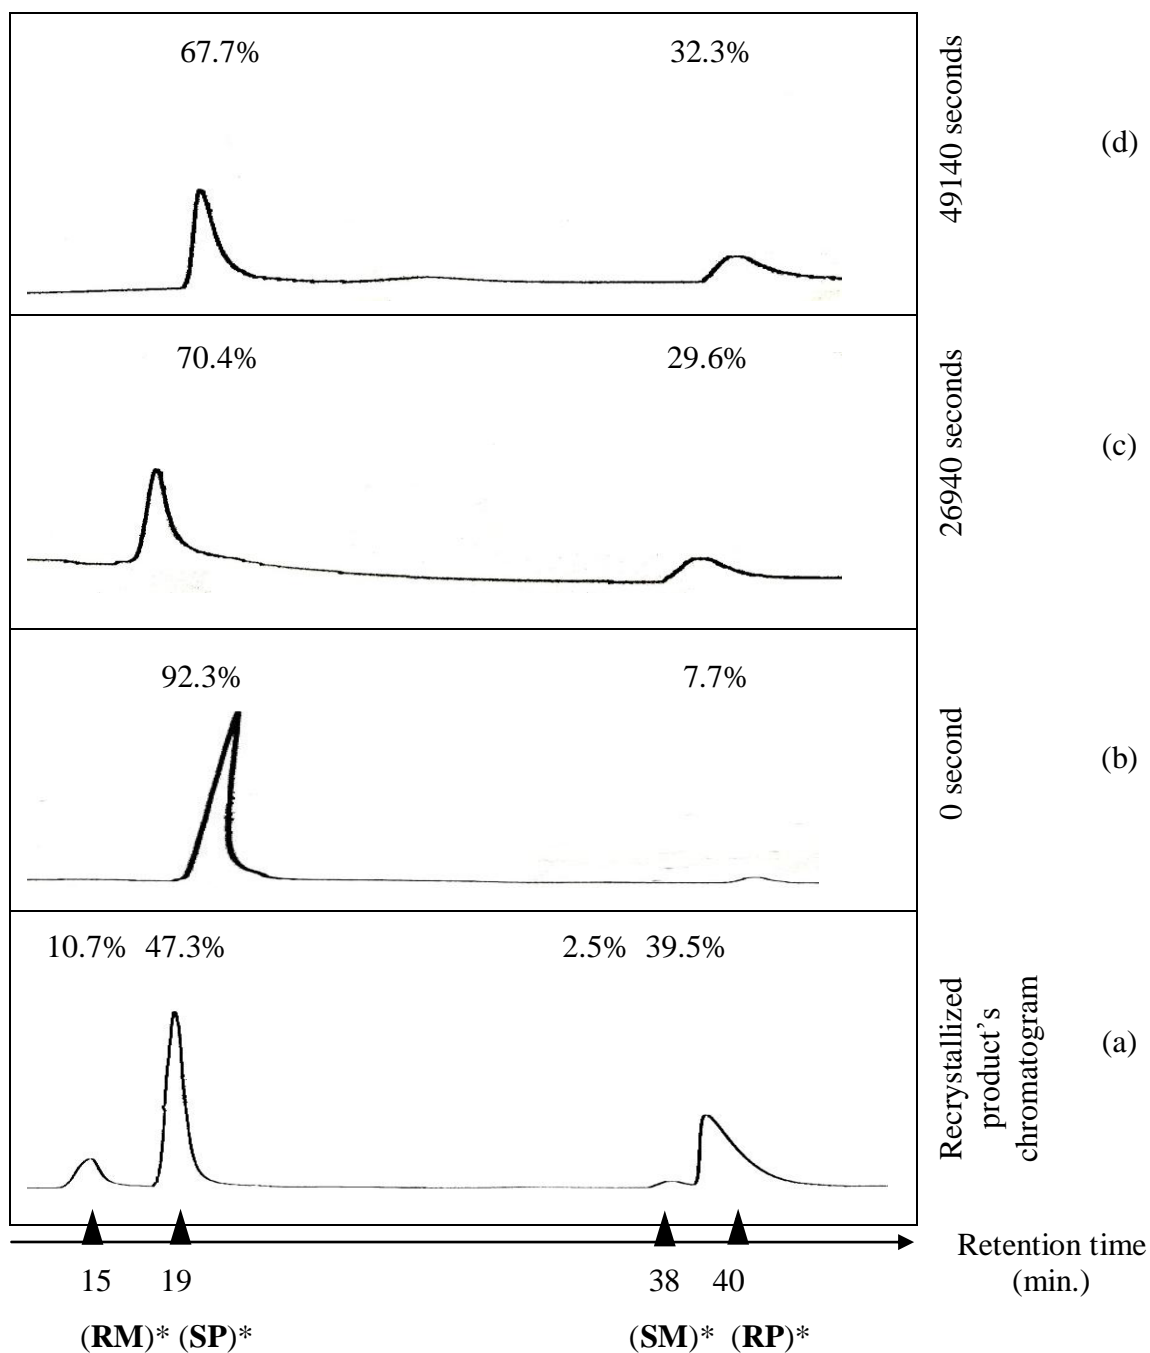 67.7% 32.3%
49140 seconds
(d)
70.4% 29.6%
26940 seconds
(c)
92.3% 7.7%
0 second
(b)
10.7% 47.3% 2.5% 39.5%
Recrystallized
product's
chromatogram
(a)
15 19 38 40
Retention time
(min.)
(RM)* (SP)* (SM)* (RP)*